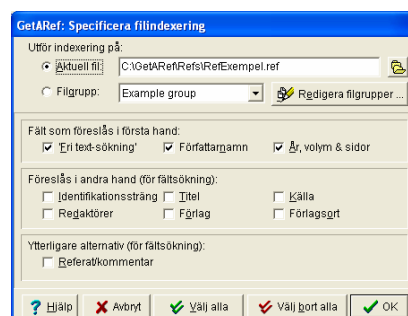 GetARef: Specificera filindexering
Utför indexering på:
Aktuell fil: C:\GetARef\Refs\RefExempel.ref
Filgrupp: Example group Redigera filgrupper ...
Fält som föreslås i första hand:
'Fri text-sökning' Författarnamn År, volym & sidor
Föreslås i andra hand (för fältsökning):
Identifikationssträng Titel Källa
Redaktörer Förlag Förlagsort
Ytterligare alternativ (för fältsökning):
Referat/kommentar
Hjälp Avbryt Välj alla Välj bort alla OK